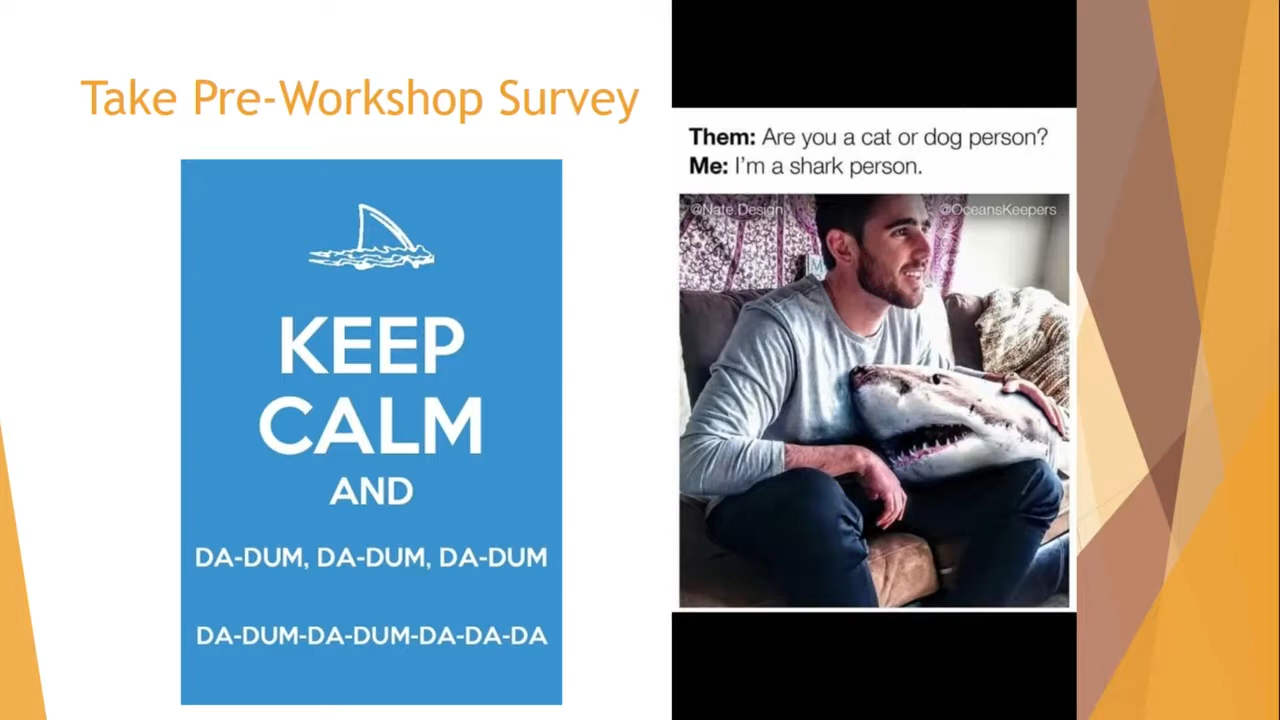 Take Pre-Workshop Survey
KEEP
CALM
AND
DA-DUM, DA-DUM, DA-DUM
DA-DUM-DA-DUM-DA-DA-DA
Them: Are you a cat or dog person?
Me: I'm a shark person.
@Nate.Design @OceansKeepers